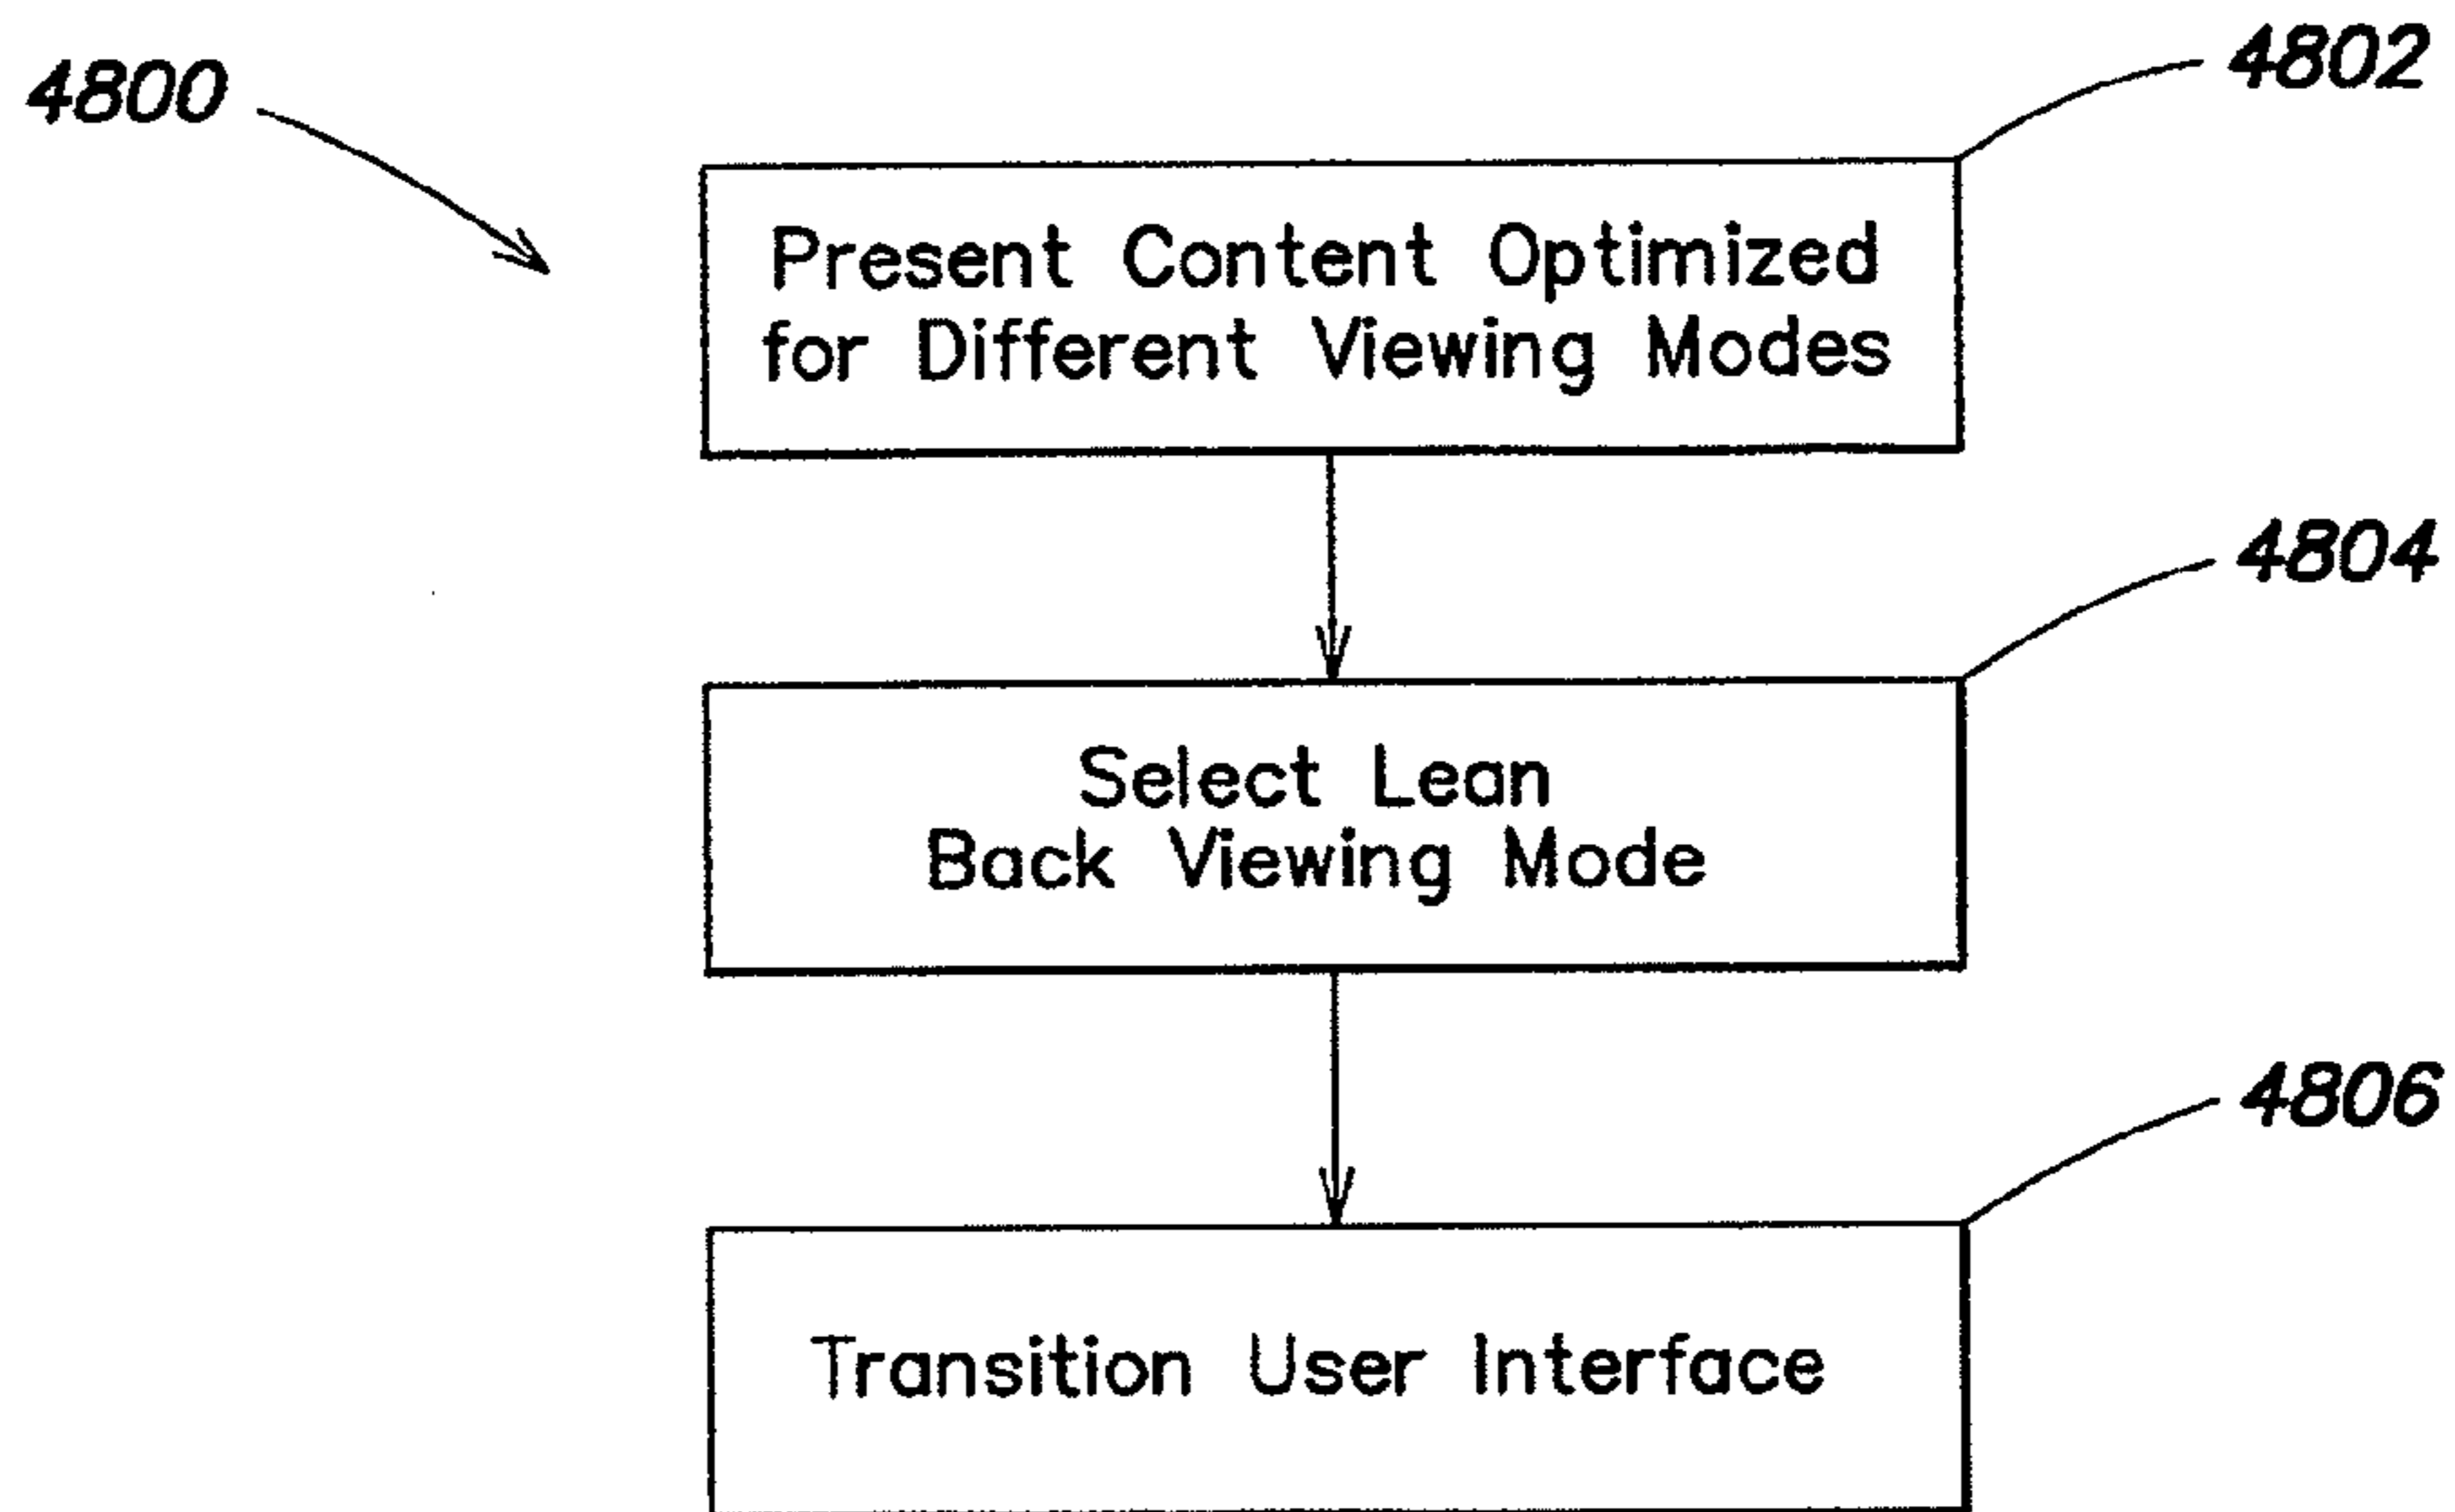 4800
4802
Present Content Optimized
for Different Viewing Modes
4804
Select Lean
Back Viewing Mode
4806
Transition User Interface